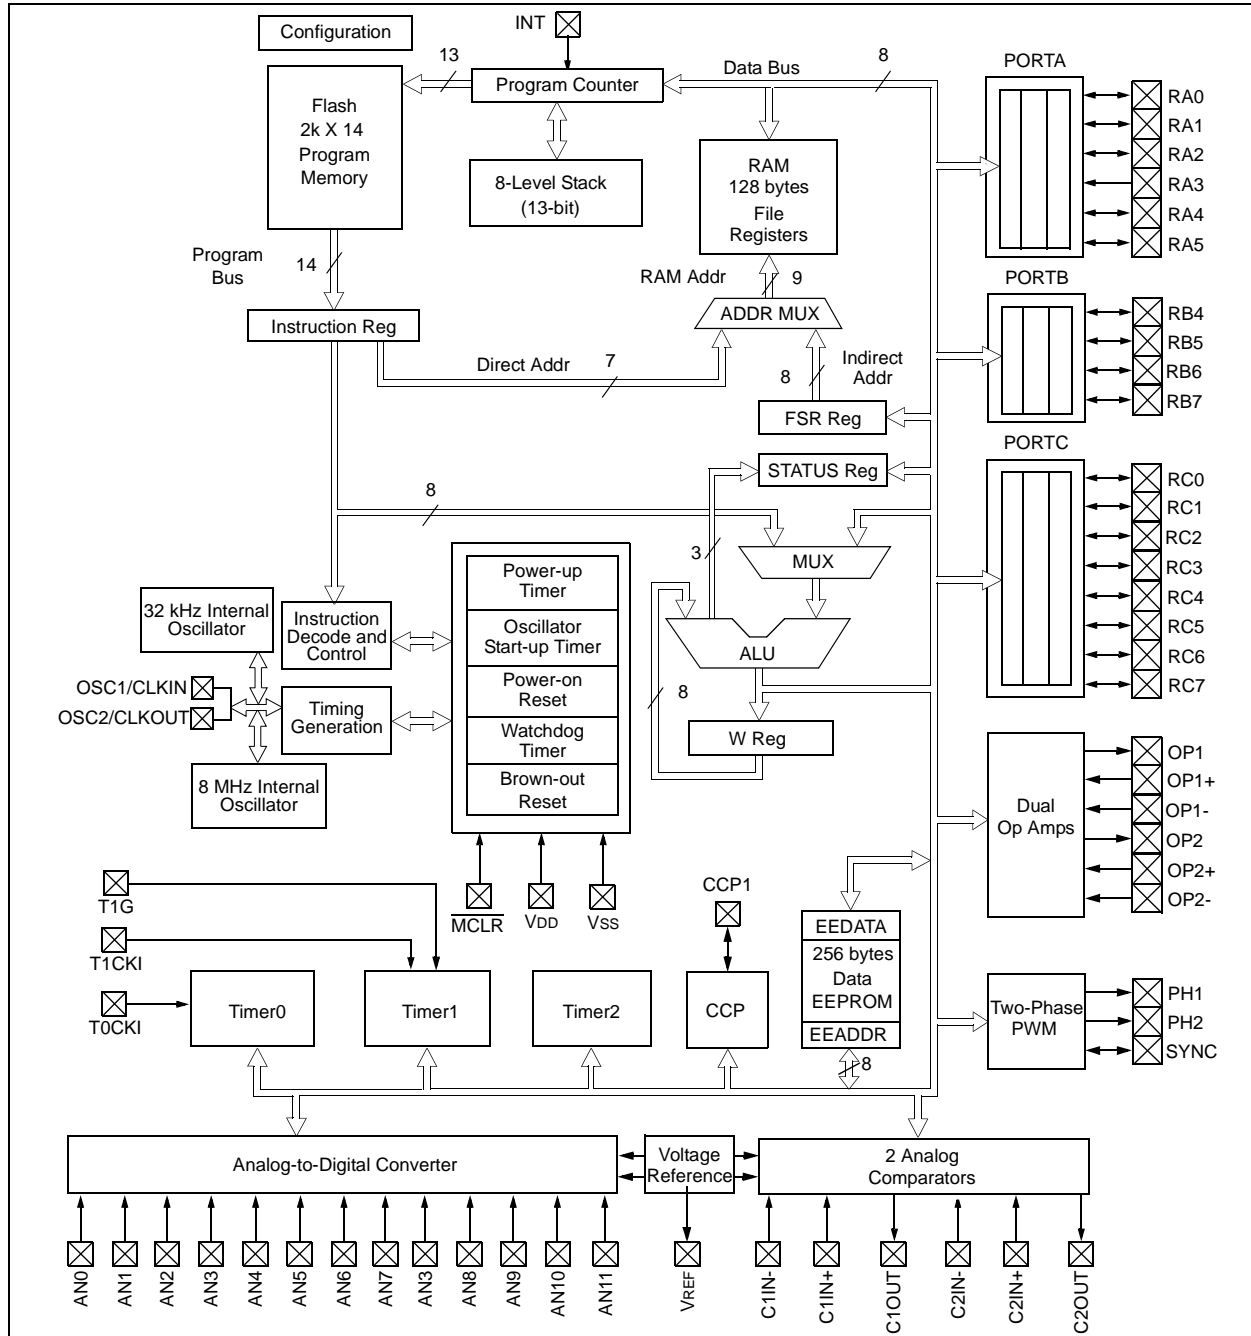 Configuration
INT
13
Program Counter
Data Bus
8
PORTA
Flash
2k X 14
Program
Memory
8-Level Stack
(13-bit)
RAM
128 bytes
File
Registers
RA0
RA1
RA2
RA3
RA4
RA5
Program
Bus
14
RAM Addr
9
PORTB
Instruction Reg
ADDR MUX
RB4
RB5
RB6
RB7
Direct Addr
7
8
Indirect
Addr
FSR Reg
PORTC
STATUS Reg
8
3
MUX
RC0
RC1
RC2
RC3
RC4
RC5
RC6
RC7
Power-up
Timer
Oscillator
Start-up Timer
Power-on
Reset
Watchdog
Timer
Brown-out
Reset
32 kHz Internal
Oscillator
Instruction
Decode and
Control
ALU
OSC1/CLKIN
OSC2/CLKOUT
Timing
Generation
8
W Reg
8 MHz Internal
Oscillator
Dual
Op Amps
OP1
OP1+
OP1-
OP2
OP2+
OP2-
T1G
MCLR
VDD
VSS
CCP1
T1CKI
T0CKI
Timer0
Timer1
Timer2
CCP
EEDATA
256 bytes
Data
EEPROM
EEADDR
8
Two-Phase
PWM
PH1
PH2
SYNC
Analog-to-Digital Converter
Voltage
Reference
2 Analog
Comparators
AN0
AN1
AN2
AN3
AN4
AN5
AN6
AN7
AN3
AN8
AN9
AN10
AN11
VREF
C1IN-
C1IN+
C1OUT
C2IN-
C2IN+
C2OUT